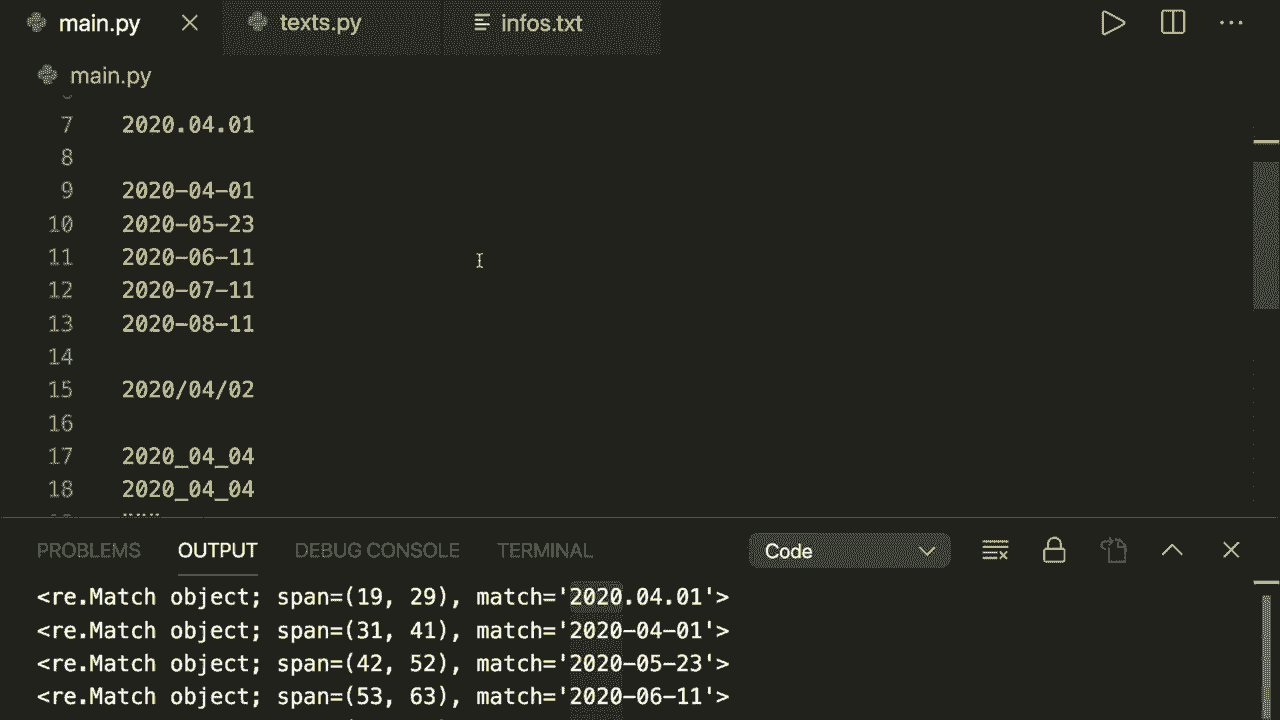 main.py texts.py infos.txt
main.py
7 2020.04.01
8
9 2020-04-01
10 2020-05-23
11 2020-06-11
12 2020-07-11
13 2020-08-11
14
15 2020/04/02
16
17 2020_04_04
18 2020_04_04
"""
PROBLEMS OUTPUT DEBUG CONSOLE TERMINAL Code
<re.Match object; span=(19, 29), match='2020.04.01'>
<re.Match object; span=(31, 41), match='2020-04-01'>
<re.Match object; span=(42, 52), match='2020-05-23'>
<re.Match object; span=(53, 63), match='2020-06-11'>